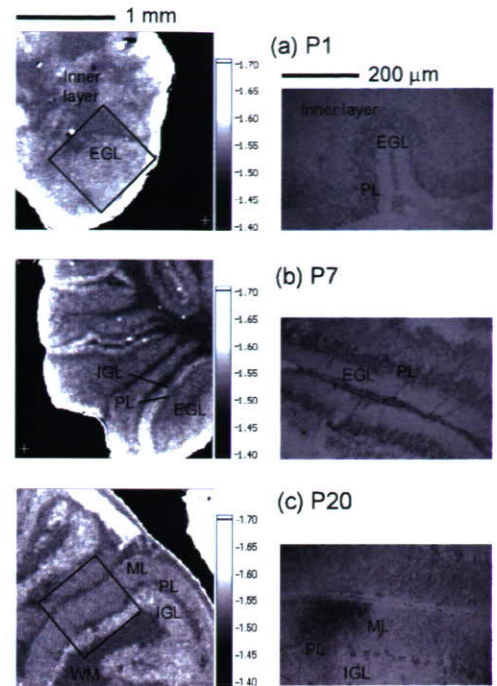 1 mm
(a) P1
200 μm
Inner
layer
EGL
-1.70
-1.65
-1.60
-1.55
-1.50
-1.45
-1.40
Inner layer
EGL
PL
(b) P7
-1.70
-1.65
-1.60
-1.55
-1.50
-1.45
-1.40
IGL
PL
EGL
EGL PL
(c) P20
-1.70
-1.65
-1.60
-1.55
-1.50
-1.45
-1.40
ML
PL
IGL
WM
ML
PL
IGL